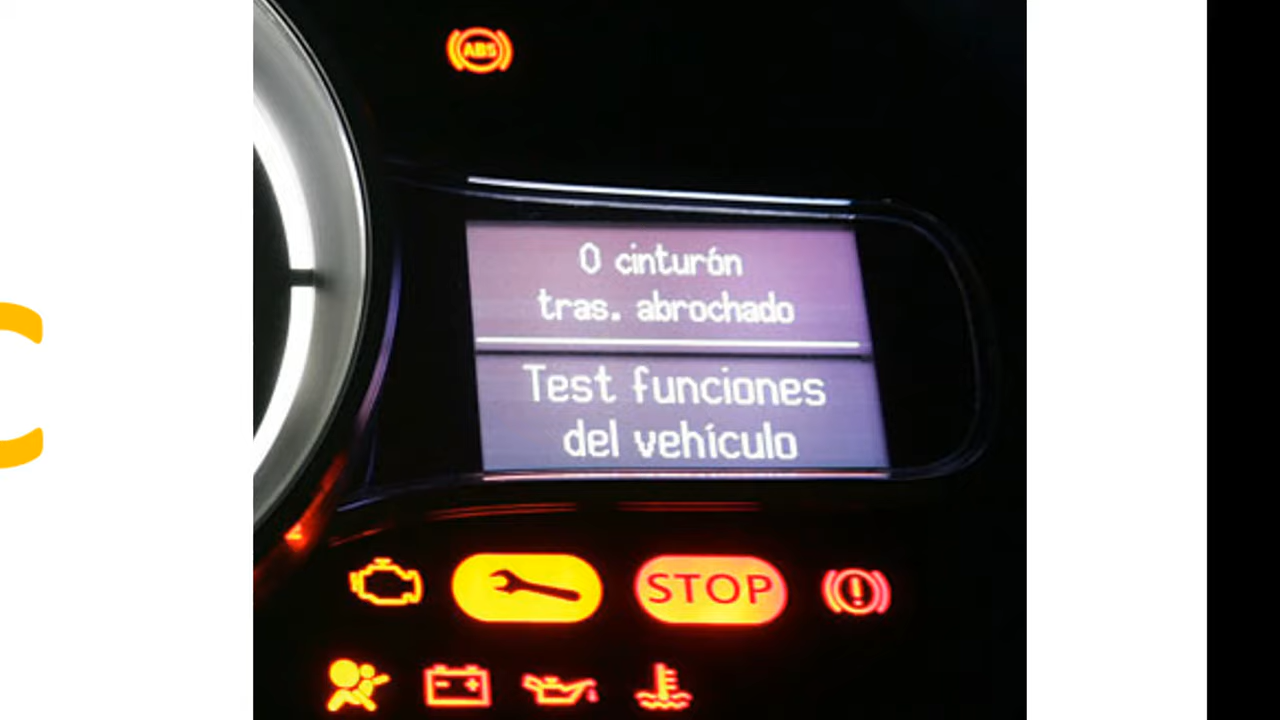 ABS
0 cinturón
tras. abrochado
Test funciones
del vehículo
STOP